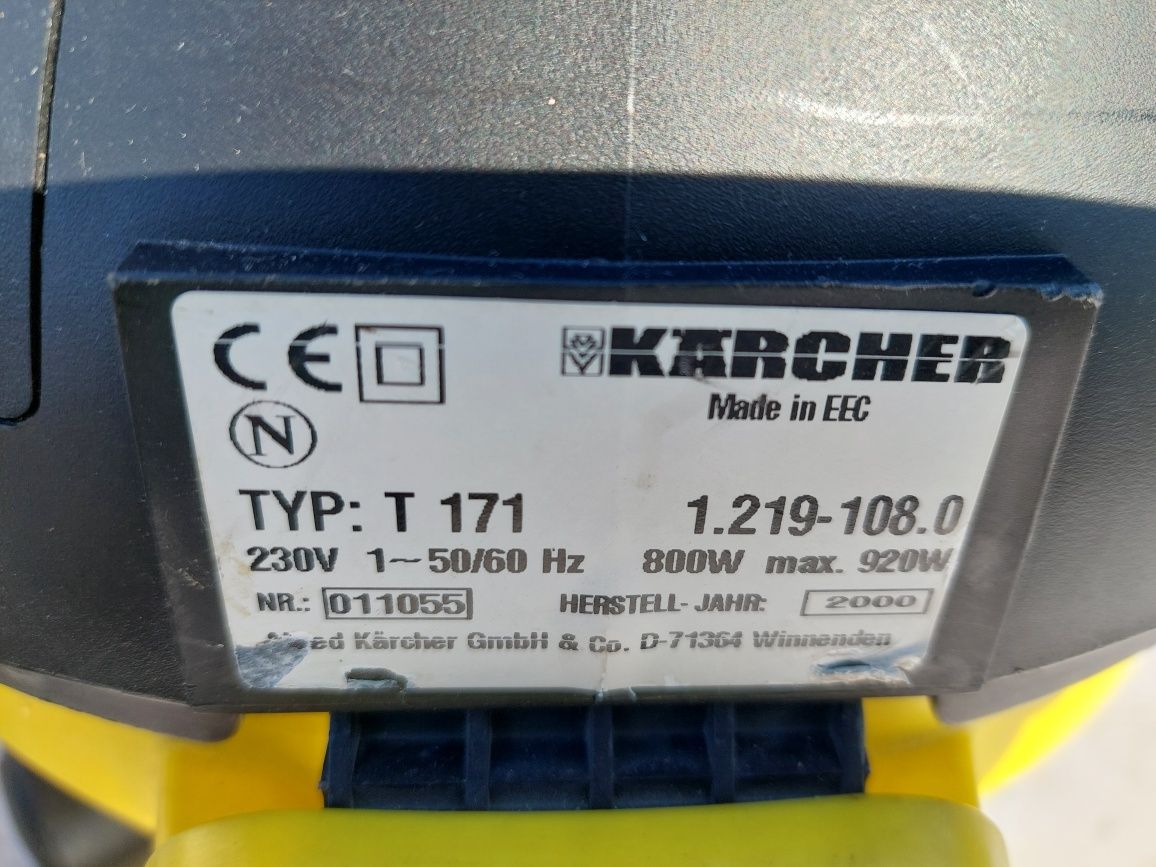 CE
KÄRCHER
Made in EEC
N
TYP: T 171 1.219-108.0
230V 1~50/60 Hz 800W max. 920W
NR.: 011055 HERSTELL-JAHR: 2000
Kärcher GmbH & Co. D-71364 Winnenden